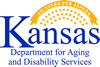 Kansas
Department for Aging
and Disability Services